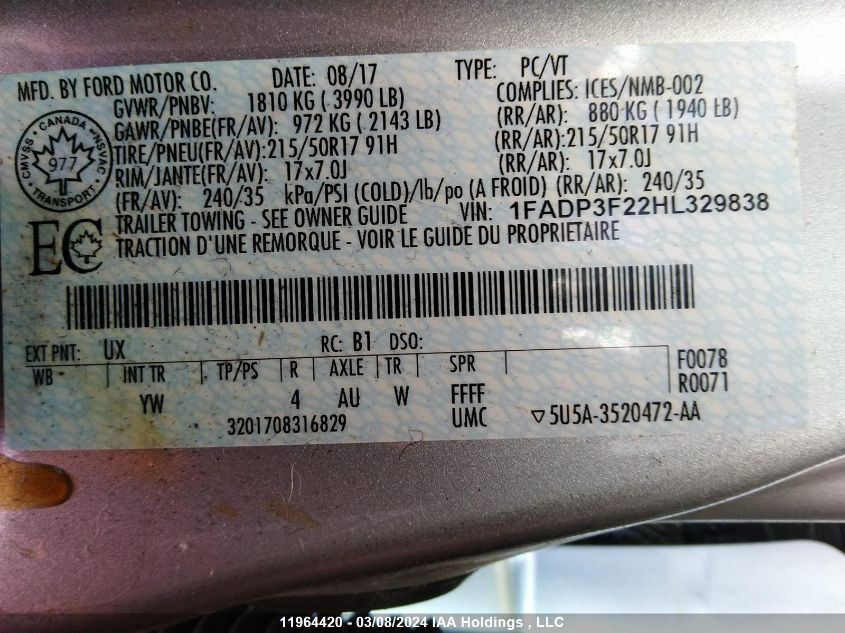 MFD. BY FORD MOTOR CO. DATE: 08/17 TYPE: PC/VT
GVWR/PNBV: 1810 KG ( 3990 LB) COMPLIES: ICES/NMB-002
GAWR/PNBE(FR/AV): 972 KG ( 2143 LB) (RR/AR): 880 KG ( 1940 LB)
TIRE/PNEU(FR/AV):215/50R17 91H (RR/AR):215/50R17 91H
RIM/JANTE(FR/AV): 17x7.0J (RR/AR): 17x7.0J
(FR/AV): 240/35 kPa/PSI (COLD)/lb/po (A FROID) (RR/AR): 240/35
TRAILER TOWING - SEE OWNER GUIDE VIN: 1FADP3F22HL329838
TRACTION D'UNE REMORQUE - VOIR LE GUIDE DU PROPRIETAIRE
CMVSS • CANADA • NSVAC
977
TRANSPORT
EC
EXT PNT: UX RC: B1 DSO:
WB - INT TR TP/PS R AXLE TR SPR F0078
YW 4 AU W FFFF R0071
3201708316829 UMC ▽5U5A-3520472-AA
11964420 - 03/08/2024 IAA Holdings , LLC